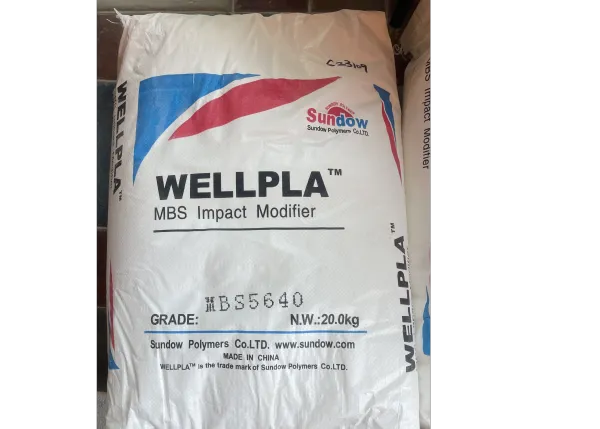 C23109
Sundow
Sundow Polymers Co.LTD.
WELLPLA™
WELLPLA™
MBS Impact Modifier
MBS5640
GRADE: N.W.:20.0kg
Sundow Polymers Co.LTD. www.sundow.com
MADE IN CHINA
WELLPLA™ is the trade mark of Sundow Polymers Co.LTD.
WELLPLA™
MBS Impact Modifier